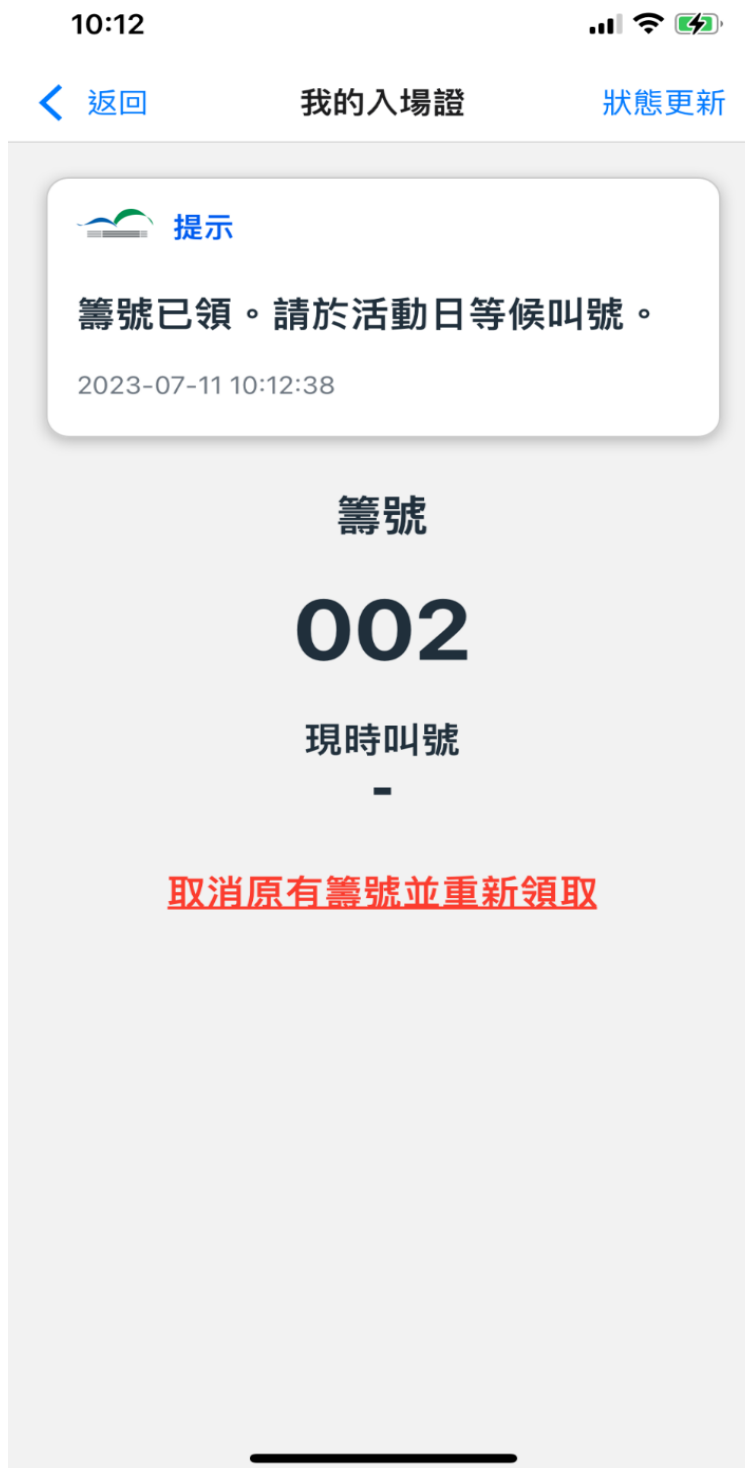 10:12
返回
我的入場證
狀態更新
提示
籌號已領。請於活動日等候叫號。
2023-07-11 10:12:38
籌號
002
現時叫號
-
取消原有籌號並重新領取